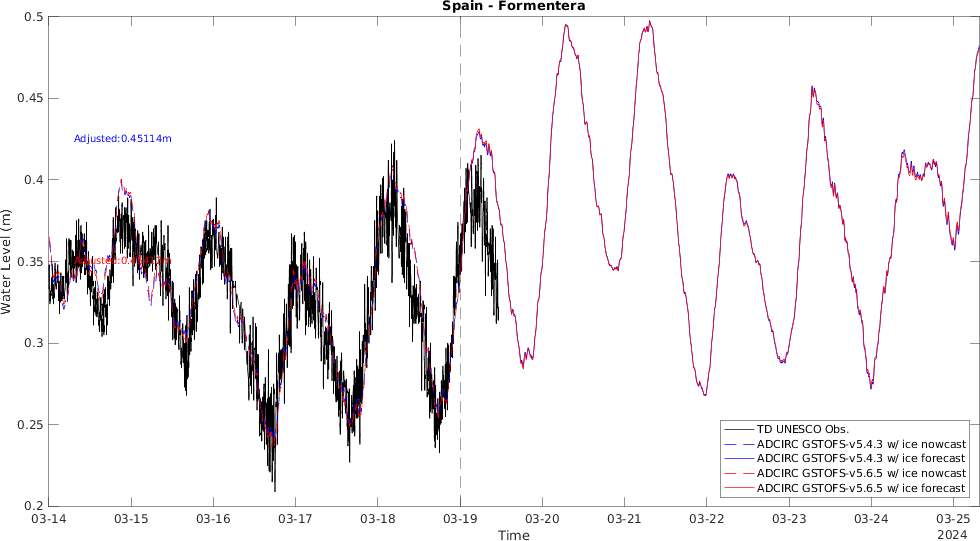 Spain - Formentera
0.5
0.45
0.4
0.35
0.3
0.25
0.2
Water Level (m)
Adjusted:0.45114m
03-14
03-15
03-16
03-17
03-18
03-19
03-20
03-21
03-22
03-23
03-24
03-25
Time
2024
TD UNESCO Obs.
ADCIRC GSTOFS-v5.4.3 w/ ice nowcast
ADCIRC GSTOFS-v5.4.3 w/ ice forecast
ADCIRC GSTOFS-v5.6.5 w/ ice nowcast
ADCIRC GSTOFS-v5.6.5 w/ ice forecast